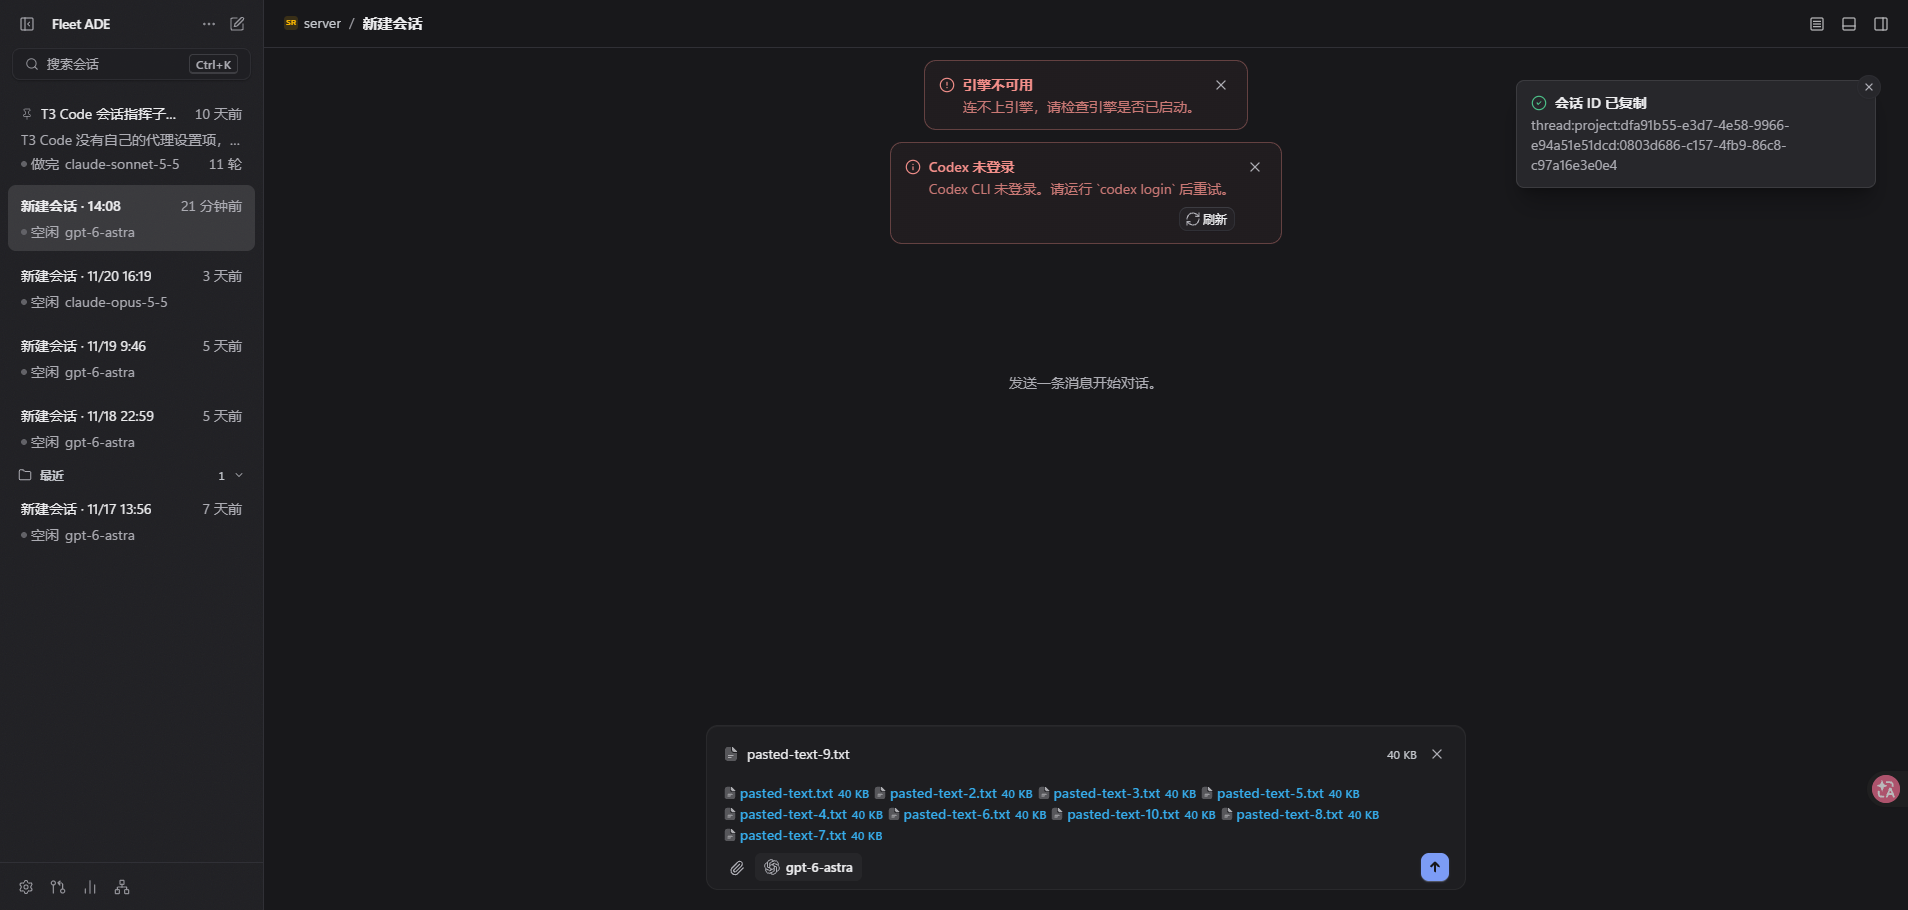 Fleet ADE
搜索会话 Ctrl+K
T3 Code 会话指挥子... 10 天前
T3 Code 没有自己的代理设置项，...
做完 claude-sonnet-5-5 11 轮
新建会话 · 14:08 21 分钟前
空闲 gpt-6-astra
新建会话 · 11/20 16:19 3 天前
空闲 claude-opus-5-5
新建会话 · 11/19 9:46 5 天前
空闲 gpt-6-astra
新建会话 · 11/18 22:59 5 天前
空闲 gpt-6-astra
最近 1
新建会话 · 11/17 13:56 7 天前
空闲 gpt-6-astra
SR server / 新建会话
引擎不可用
连不上引擎，请检查引擎是否已启动。
Codex 未登录
Codex CLI 未登录。请运行 `codex login` 后重试。
刷新
会话 ID 已复制
thread:project:dfa91b55-e3d7-4e58-9966-
e94a51e51dcd:0803d686-c157-4fb9-86c8-
c97a16e3e0e4
发送一条消息开始对话。
pasted-text-9.txt 40 KB
pasted-text.txt 40 KB pasted-text-2.txt 40 KB pasted-text-3.txt 40 KB pasted-text-5.txt 40 KB
pasted-text-4.txt 40 KB pasted-text-6.txt 40 KB pasted-text-10.txt 40 KB pasted-text-8.txt 40 KB
pasted-text-7.txt 40 KB
gpt-6-astra